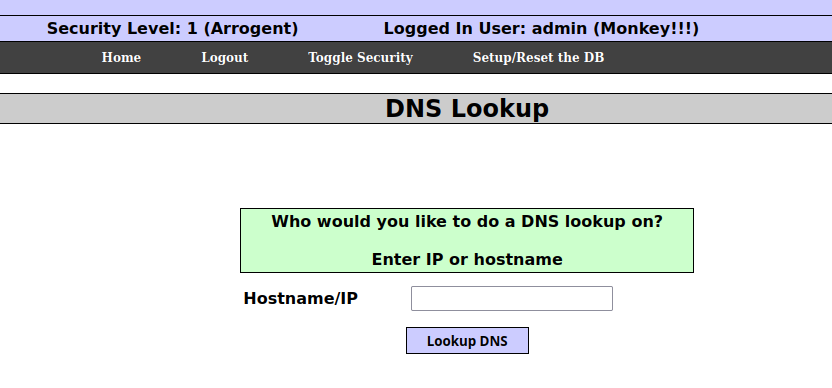 Security Level: 1 (Arrogent) Logged In User: admin (Monkey!!!)
Home Logout Toggle Security Setup/Reset the DB
DNS Lookup
Who would you like to do a DNS lookup on?
Enter IP or hostname
Hostname/IP
Lookup DNS